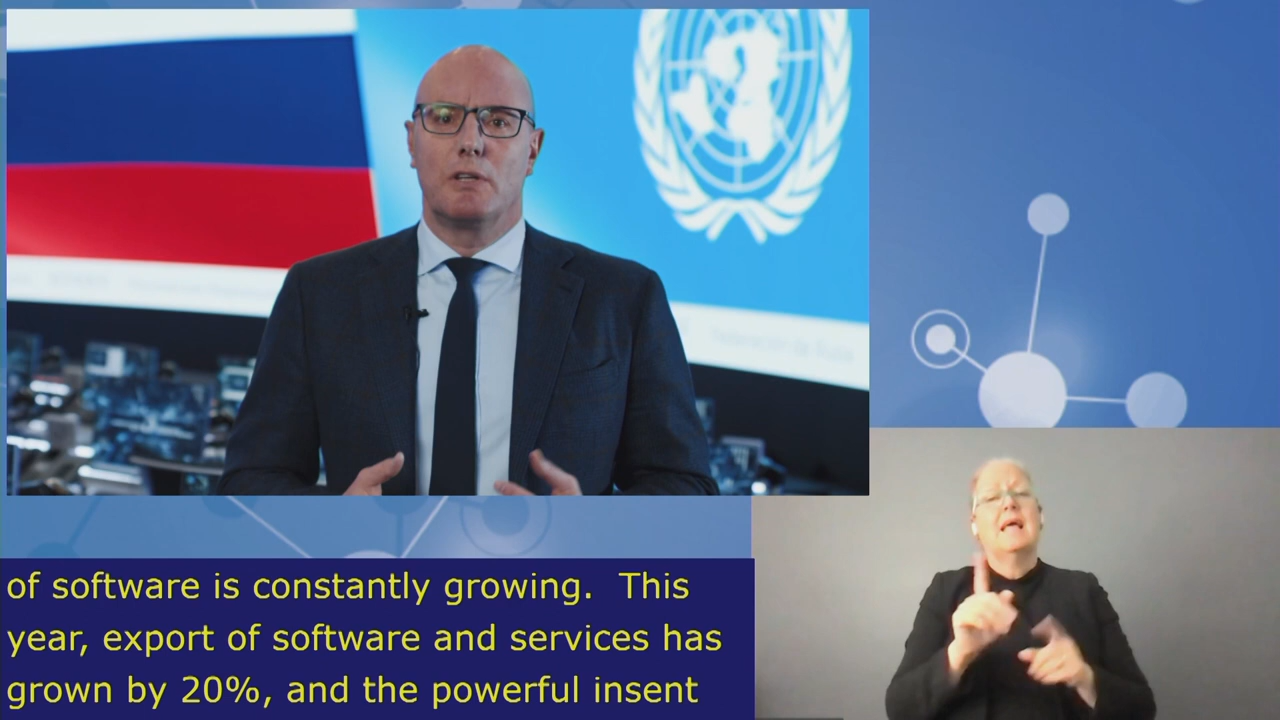 of software is constantly growing.  This
year, export of software and services has
grown by 20%, and the powerful insent